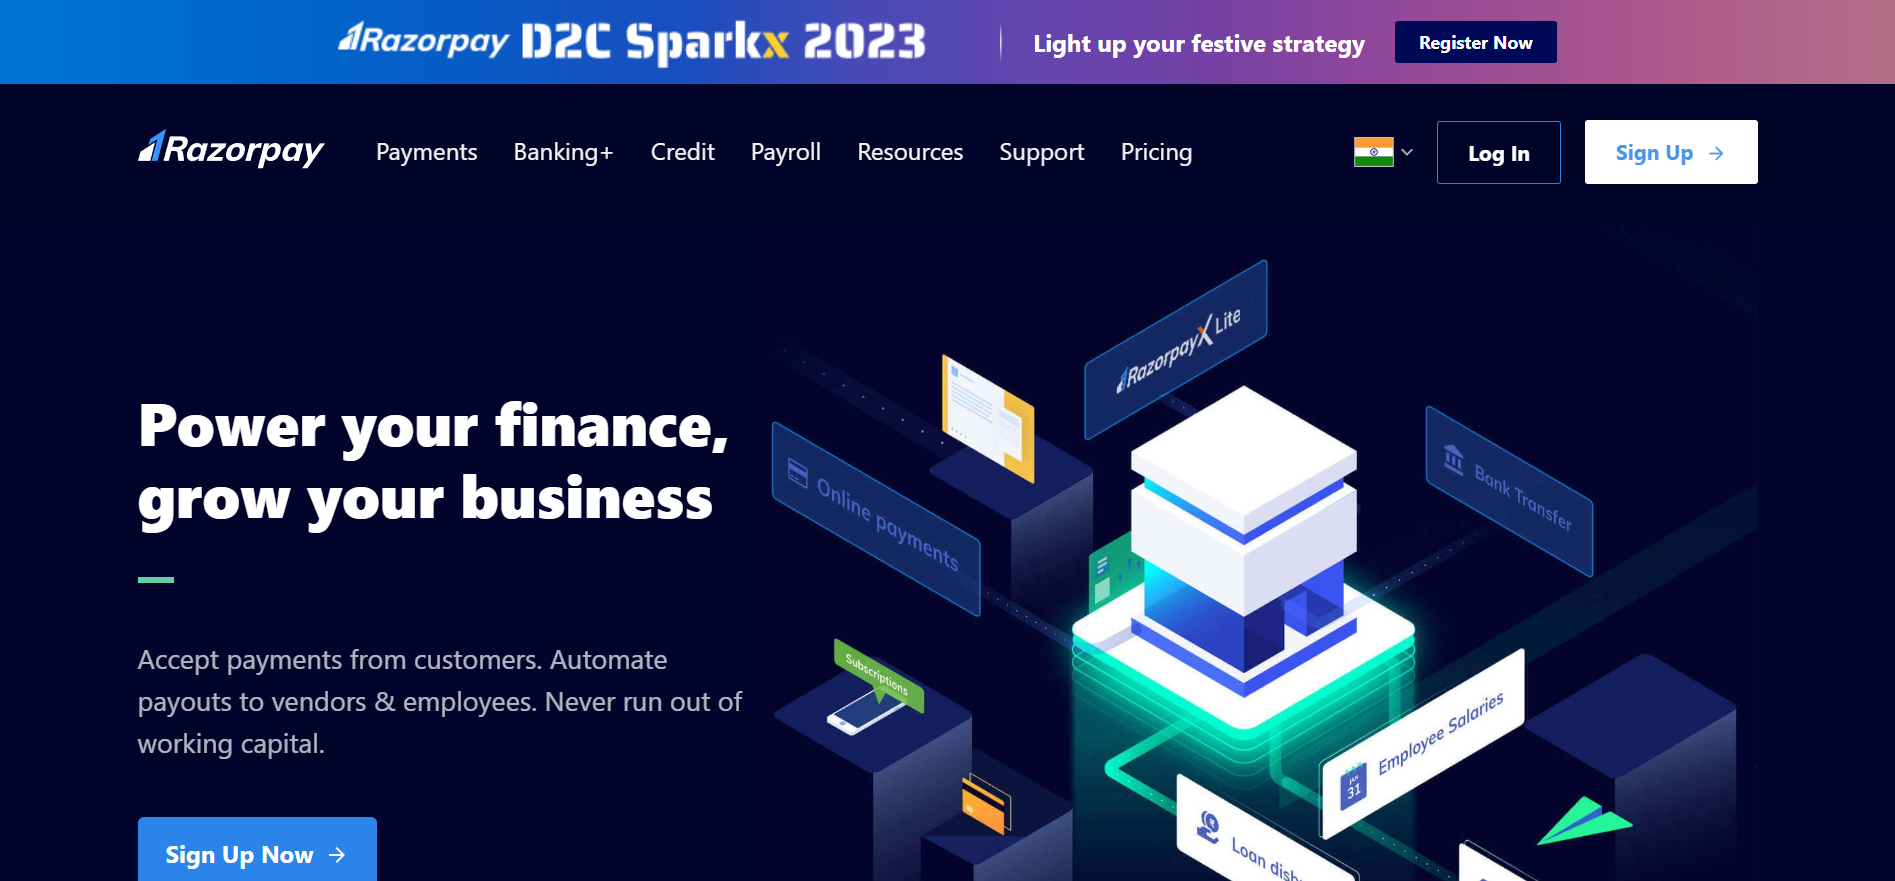 Razorpay D2C Sparkx 2023
Light up your festive strategy
Register Now
Razorpay
Payments
Banking+
Credit
Payroll
Resources
Support
Pricing
Log In
Sign Up
Power your finance,
grow your business
Accept payments from customers. Automate
payouts to vendors & employees. Never run out of
working capital.
Sign Up Now
RazorpayX Lite
Online payments
Bank Transfer
Subscriptions
Employee Salaries
JAN
31
Loan disb